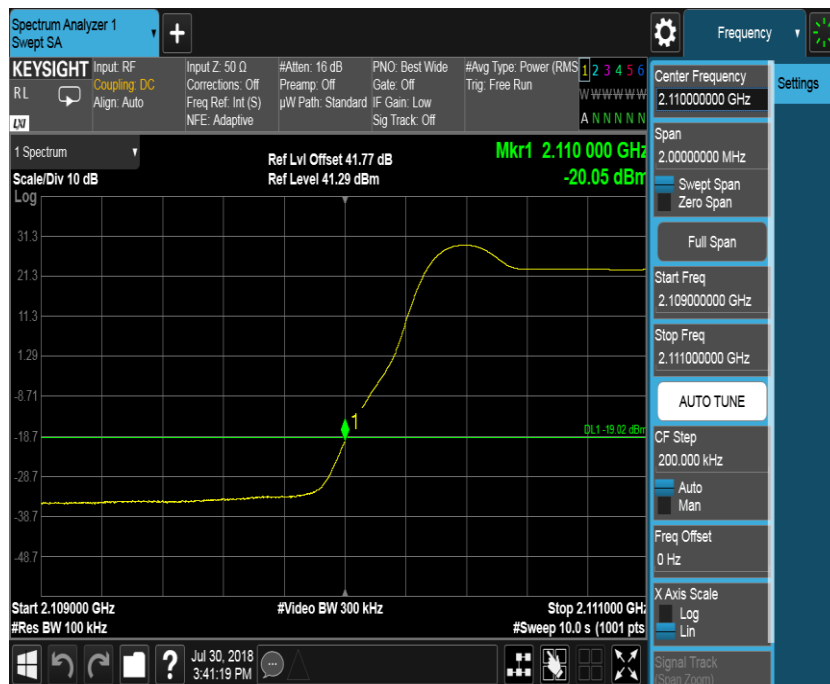 Spectrum Analyzer 1
Swept SA
Frequency
KEYSIGHT
RL
LXI
Input: RF
Coupling: DC
Align: Auto
Input Z: 50 Ω
Corrections: Off
Freq Ref: Int (S)
NFE: Adaptive
#Atten: 16 dB
Preamp: Off
µW Path: Standard
PNO: Best Wide
Gate: Off
IF Gain: Low
Sig Track: Off
#Avg Type: Power (RMS
Trig: Free Run
1 2 3 4 5 6
W W W W W W
A N N N N N
1 Spectrum
Scale/Div 10 dB
Log
Ref Lvl Offset 41.77 dB
Ref Level 41.29 dBm
Mkr1 2.110 000 GHz
-20.05 dBm
31.3
21.3
11.3
1.29
-8.71
-18.7
-28.7
-38.7
-48.7
1
DL1 -19.02 dBm
Start 2.109000 GHz
#Res BW 100 kHz
#Video BW 300 kHz
Stop 2.111000 GHz
#Sweep 10.0 s (1001 pts
?
Jul 30, 2018
3:41:19 PM
Center Frequency
2.110000000 GHz
Settings
Span
2.00000000 MHz
Swept Span
Zero Span
Full Span
Start Freq
2.109000000 GHz
Stop Freq
2.111000000 GHz
AUTO TUNE
CF Step
200.000 kHz
Auto
Man
Freq Offset
0 Hz
X Axis Scale
Log
Lin
Signal Track
(Span Zoom)